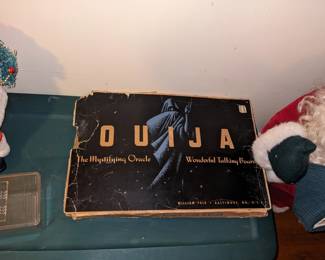 OUIJA
The Mystifying Oracle Wonderful Talking Board
WILLIAM FULD • BALTIMORE, MD. U.S.A.